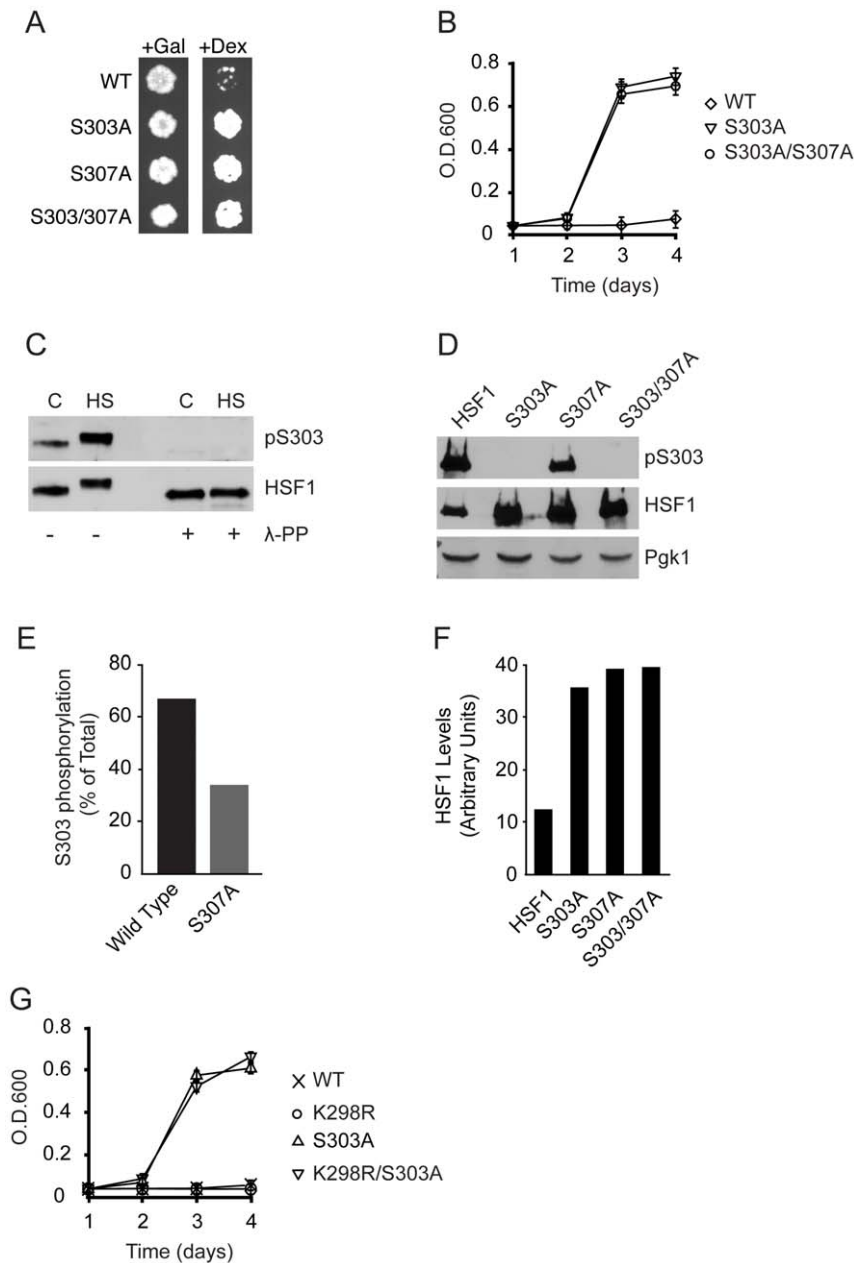 A
+Gal +Dex
WT
S303A
S307A
S303/307A
B
O.D.600
0.8
0.6
0.4
0.2
0
1 2 3 4
Time (days)
WT
S303A
S303A/S307A
C
C HS C HS
pS303
HSF1
- - + + λ-PP
D
HSF1 S303A S307A S303/307A
pS303
HSF1
Pgk1
E
S303 phosphorylation
(% of Total)
80
60
40
20
0
Wild Type S307A
F
HSF1 Levels
(Arbitrary Units)
40
30
20
10
0
HSF1 S303A S307A S303/307A
G
O.D.600
0.8
0.6
0.4
0.2
0
1 2 3 4
Time (days)
WT
K298R
S303A
K298R/S303A